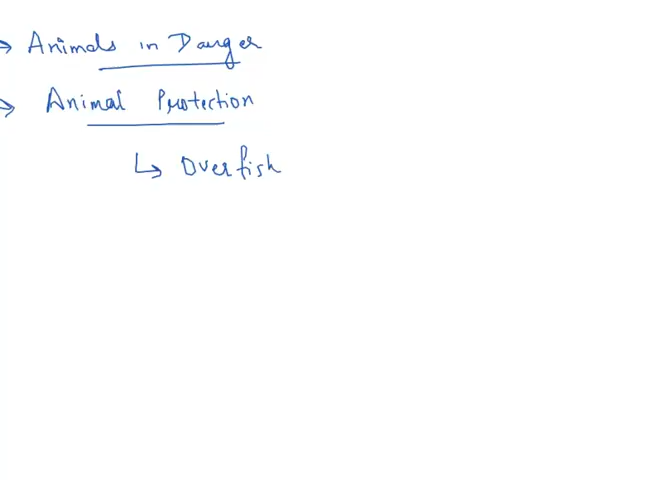 → Animals in Danger
→ Animal Protection
↳ Overfish